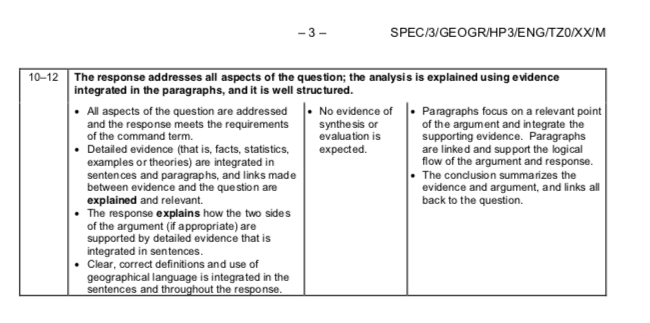 – 3 –
SPEC/3/GEOGR/HP3/ENG/TZ0/XX/M
10–12
The response addresses all aspects of the question; the analysis is explained using evidence
integrated in the paragraphs, and it is well structured.
• All aspects of the question are addressed
and the response meets the requirements
of the command term.
• Detailed evidence (that is, facts, statistics,
examples or theories) are integrated in
sentences and paragraphs, and links made
between evidence and the question are
explained and relevant.
• The response explains how the two sides
of the argument (if appropriate) are
supported by detailed evidence that is
integrated in sentences.
• Clear, correct definitions and use of
geographical language is integrated in the
sentences and throughout the response.
• No evidence of
synthesis or
evaluation is
expected.
• Paragraphs focus on a relevant point
of the argument and integrate the
supporting evidence. Paragraphs
are linked and support the logical
flow of the argument and response.
• The conclusion summarizes the
evidence and argument, and links all
back to the question.